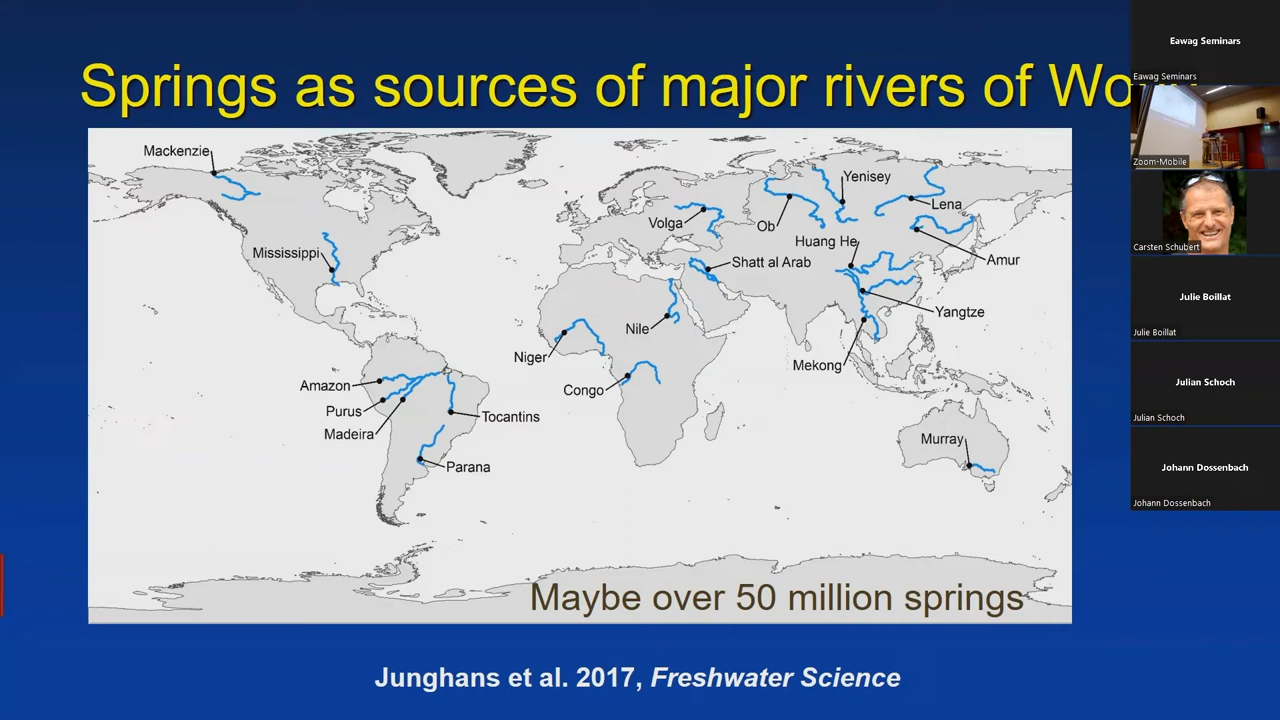 Springs as sources of major rivers of Wo
Mackenzie
Mississippi
Amazon
Purus
Madeira
Tocantins
Parana
Niger
Nile
Congo
Volga
Ob
Yenisey
Lena
Huang He
Shatt al Arab
Amur
Yangtze
Mekong
Murray
Maybe over 50 million springs
Junghans et al. 2017, Freshwater Science
Eawag Seminars
Eawag Seminars
Zoom-Mobile
Carsten Schubert
Julie Boillat
Julie Boillat
Julian Schoch
Julian Schoch
Johann Dossenbach
Johann Dossenbach